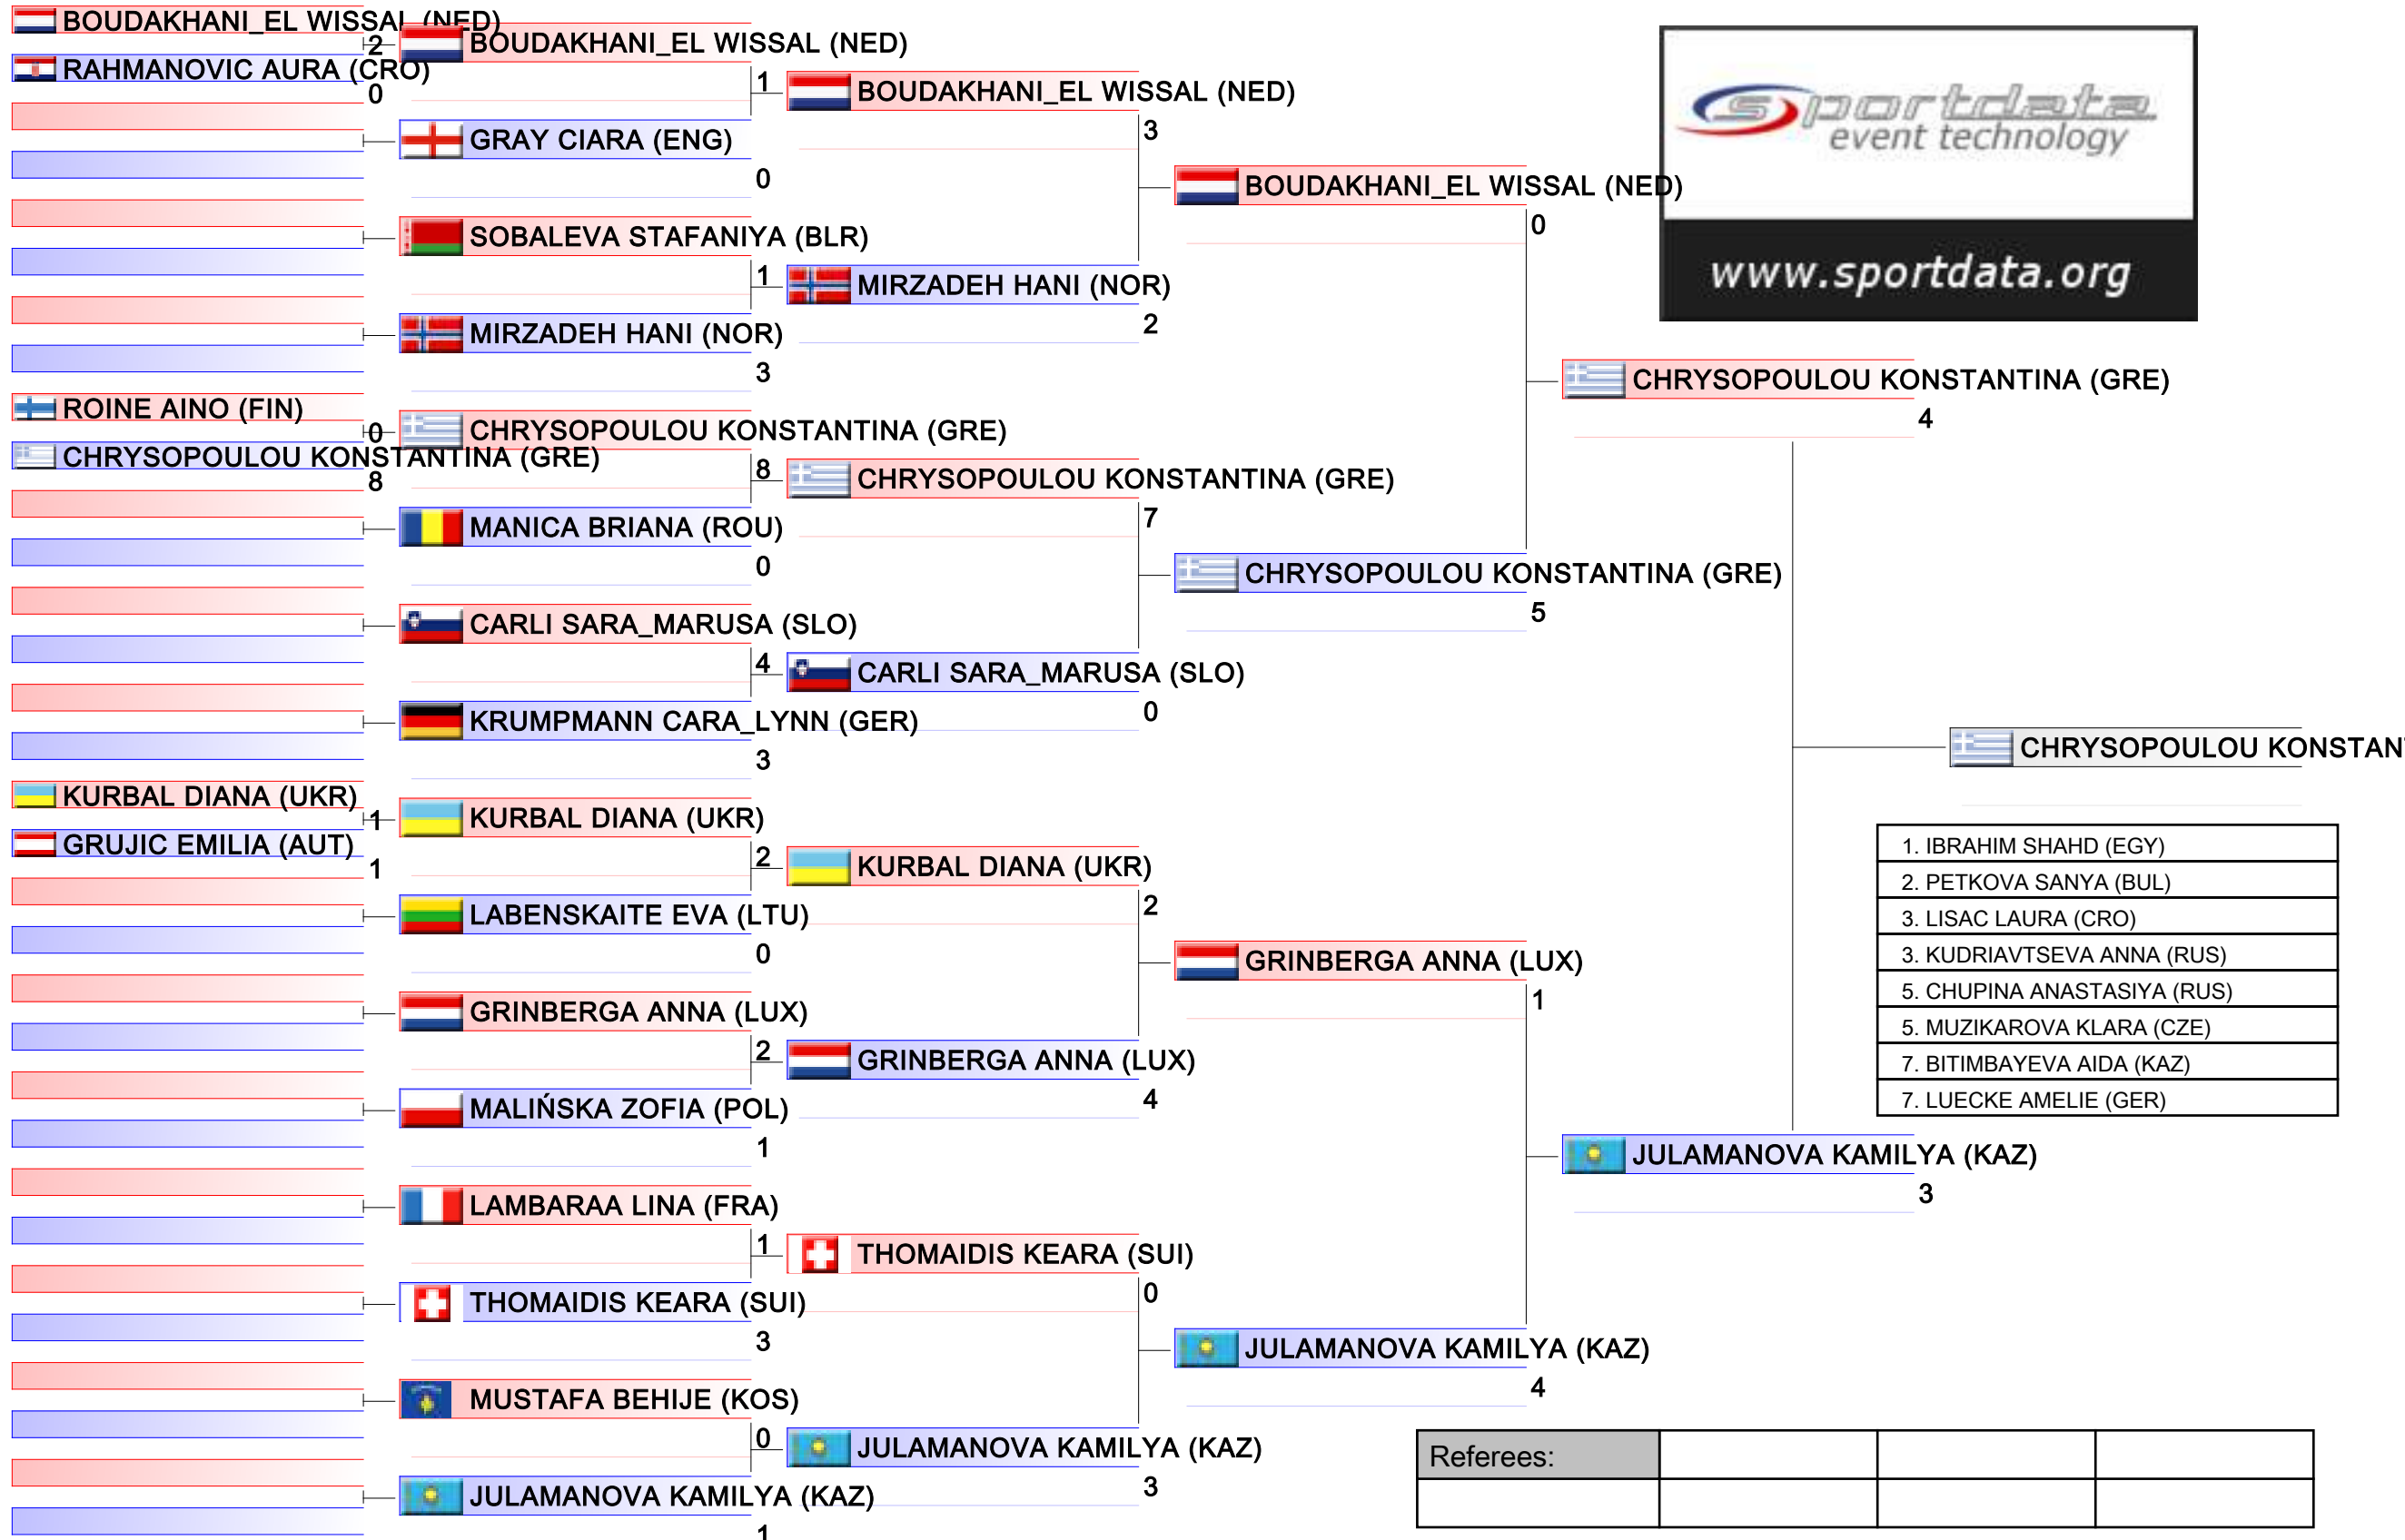 BOUDAKHANI_EL WISSAL (NED)
2
RAHMANOVIC AURA (CRO)
0
ROINE AINO (FIN)
0
CHRYSOPOULOU KONSTANTINA (GRE)
8
KURBAL DIANA (UKR)
1
GRUJIC EMILIA (AUT)
1
BOUDAKHANI_EL WISSAL (NED)
1
GRAY CIARA (ENG)
0
SOBALEVA STAFANIYA (BLR)
1
MIRZADEH HANI (NOR)
3
CHRYSOPOULOU KONSTANTINA (GRE)
8
MANICA BRIANA (ROU)
0
CARLI SARA_MARUSA (SLO)
4
KRUMPMANN CARA_LYNN (GER)
3
KURBAL DIANA (UKR)
2
LABENSKAITE EVA (LTU)
0
GRINBERGA ANNA (LUX)
2
MALIŃSKA ZOFIA (POL)
1
LAMBARAA LINA (FRA)
1
THOMAIDIS KEARA (SUI)
3
MUSTAFA BEHIJE (KOS)
0
JULAMANOVA KAMILYA (KAZ)
1
BOUDAKHANI_EL WISSAL (NED)
3
MIRZADEH HANI (NOR)
2
CHRYSOPOULOU KONSTANTINA (GRE)
7
CARLI SARA_MARUSA (SLO)
0
KURBAL DIANA (UKR)
2
GRINBERGA ANNA (LUX)
4
THOMAIDIS KEARA (SUI)
0
JULAMANOVA KAMILYA (KAZ)
3
BOUDAKHANI_EL WISSAL (NED)
0
CHRYSOPOULOU KONSTANTINA (GRE)
5
GRINBERGA ANNA (LUX)
1
JULAMANOVA KAMILYA (KAZ)
4
CHRYSOPOULOU KONSTANTINA (GRE)
4
JULAMANOVA KAMILYA (KAZ)
3
CHRYSOPOULOU KONSTAN
sportdata
event technology
www.sportdata.org
1. IBRAHIM SHAHD (EGY)
2. PETKOVA SANYA (BUL)
3. LISAC LAURA (CRO)
3. KUDRIAVTSEVA ANNA (RUS)
5. CHUPINA ANASTASIYA (RUS)
5. MUZIKAROVA KLARA (CZE)
7. BITIMBAYEVA AIDA (KAZ)
7. LUECKE AMELIE (GER)
Referees: